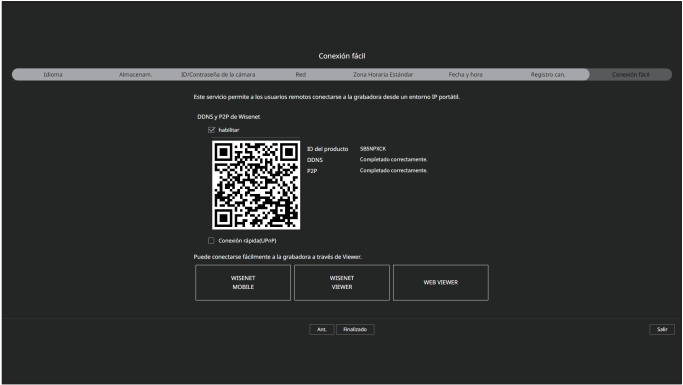 Conexión fácil
Idioma
Almacenam.
ID/Contraseña de la cámara
Red
Zona Horaria Estándar
Fecha y hora
Registro can.
Conexión fácil
Este servicio permite a los usuarios remotos conectarse a la grabadora desde un entorno IP portátil.
DDNS y P2P de Wisenet
habilitar
ID del producto SB5NPXCK
DDNS Completado correctamente.
P2P Completado correctamente.
Conexión rápida(UPnP)
Puede conectarse fácilmente a la grabadora a través de Viewer.
WISENET
MOBILE
WISENET
VIEWER
WEB VIEWER
Ant.
Finalizado
Salir